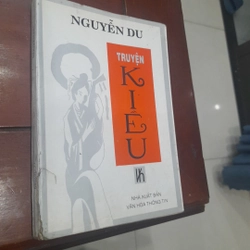 NGUYỄN DU
TRUYỆN
KIỀU
NHÀ XUẤT BẢN
VĂN HÓA THÔNG TIN